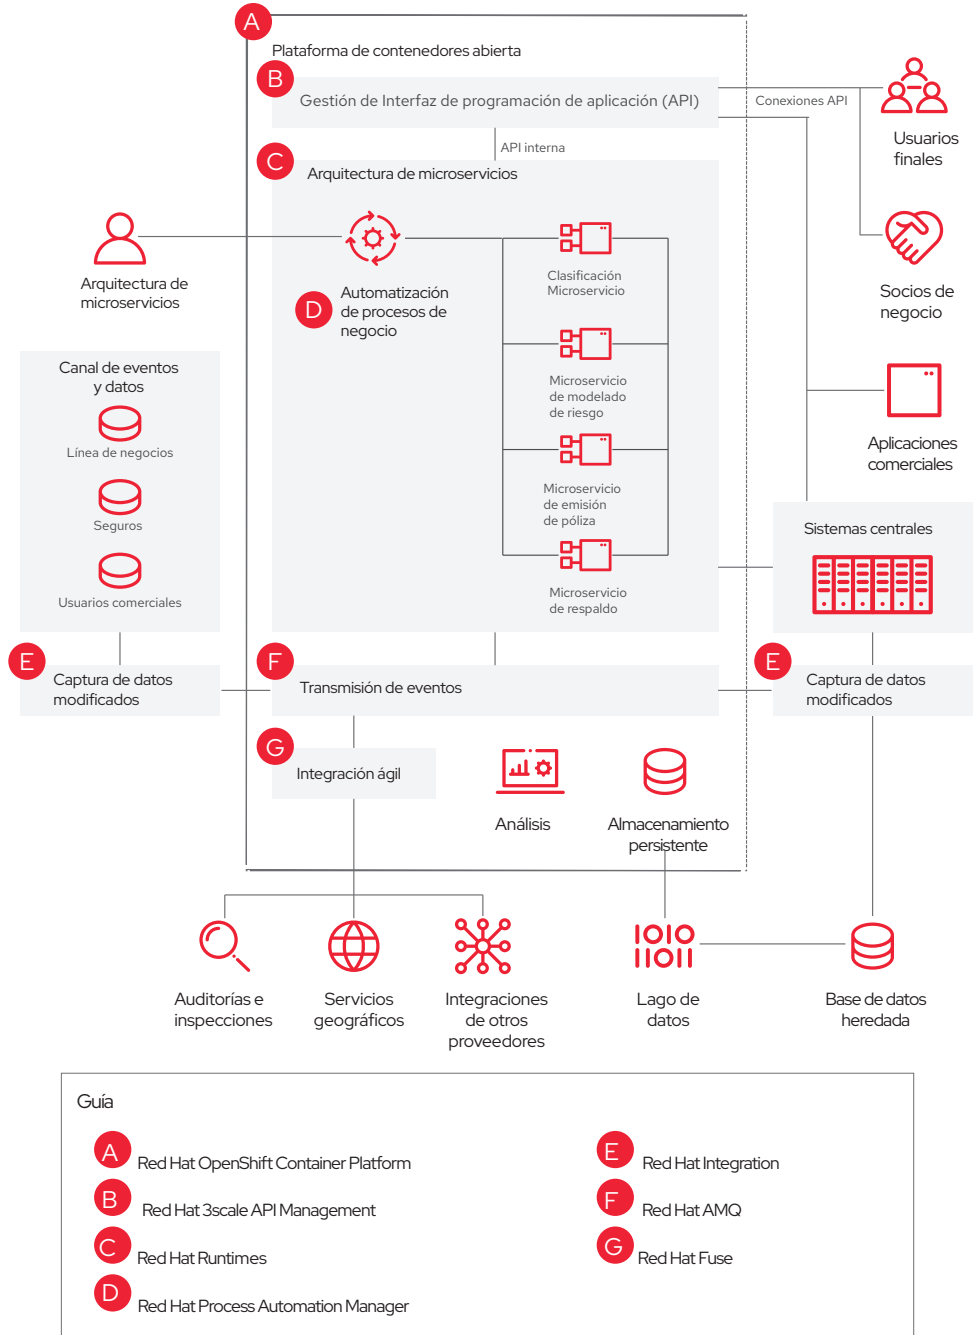 A
Plataforma de contenedores abierta
B
Gestión de Interfaz de programación de aplicación (API)
Conexiones API
Usuarios
finales
API interna
C
Arquitectura de microservicios
Arquitectura de
microservicios
D
Automatización
de procesos de
negocio
Clasificación
Microservicio
Microservicio
de modelado
de riesgo
Microservicio
de emisión
de póliza
Microservicio
de respaldo
Socios de
negocio
Aplicaciones
comerciales
Sistemas centrales
Canal de eventos
y datos
Línea de negocios
Seguros
Usuarios comerciales
E
Captura de datos
modificados
F
Transmisión de eventos
E
Captura de datos
modificados
G
Integración ágil
Análisis
Almacenamiento
persistente
Auditorías e
inspecciones
Servicios
geográficos
Integraciones
de otros
proveedores
1010
11011
Lago de
datos
Base de datos
heredada
Guía
A
Red Hat OpenShift Container Platform
B
Red Hat 3scale API Management
C
Red Hat Runtimes
D
Red Hat Process Automation Manager
E
Red Hat Integration
F
Red Hat AMQ
G
Red Hat Fuse